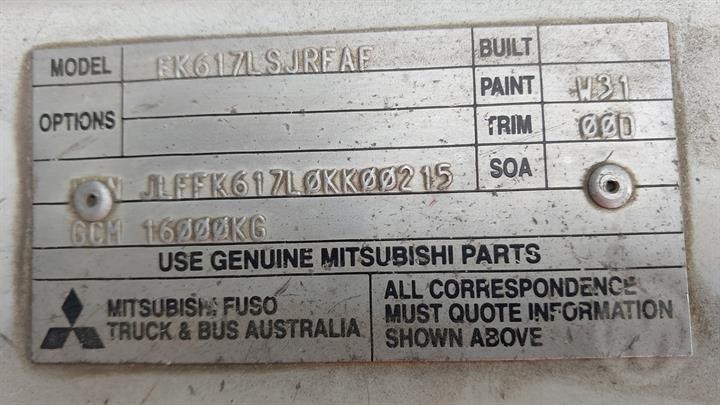 MODEL FK617LSJRFAF
BUILT
PAINT W31
OPTIONS
TRIM 00D
JLFFK617L0KK00215
SOA
GCM 16000KG
USE GENUINE MITSUBISHI PARTS
MITSUBISHI FUSO
TRUCK & BUS AUSTRALIA
ALL CORRESPONDENCE
MUST QUOTE INFORMATION
SHOWN ABOVE